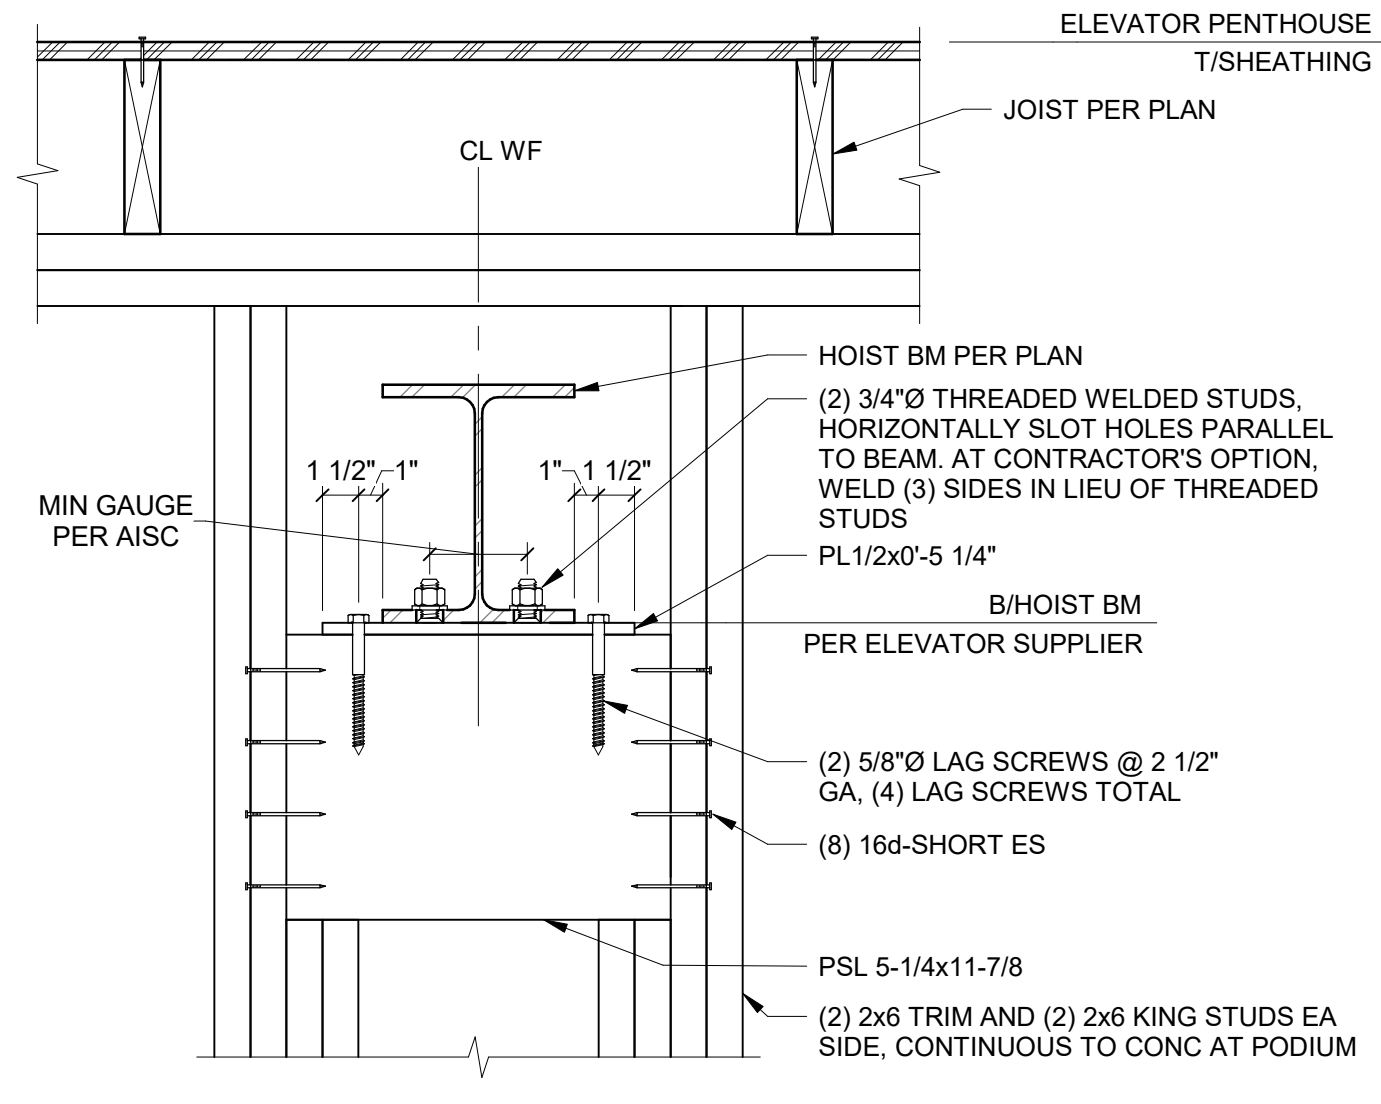 ELEVATOR PENTHOUSE
T/SHEATHING
JOIST PER PLAN
CL WF
HOIST BM PER PLAN
(2) 3/4"Ø THREADED WELDED STUDS,
HORIZONTALLY SLOT HOLES PARALLEL
TO BEAM. AT CONTRACTOR'S OPTION,
WELD (3) SIDES IN LIEU OF THREADED
STUDS
1 1/2" 1" 1" 1 1/2"
MIN GAUGE
PER AISC
PL1/2x0'-5 1/4"
B/HOIST BM
PER ELEVATOR SUPPLIER
(2) 5/8"Ø LAG SCREWS @ 2 1/2"
GA, (4) LAG SCREWS TOTAL
(8) 16d-SHORT ES
PSL 5-1/4x11-7/8
(2) 2x6 TRIM AND (2) 2x6 KING STUDS EA
SIDE, CONTINUOUS TO CONC AT PODIUM